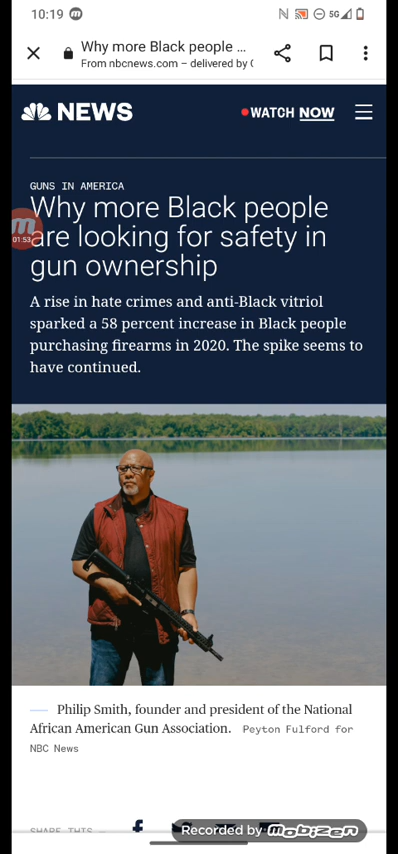 10:19
5G
Why more Black people ...
From nbcnews.com – delivered by
NEWS
WATCH NOW
GUNS IN AMERICA
Why more Black people
are looking for safety in
gun ownership
01:53
A rise in hate crimes and anti-Black vitriol
sparked a 58 percent increase in Black people
purchasing firearms in 2020. The spike seems to
have continued.
Philip Smith, founder and president of the National
African American Gun Association. Peyton Fulford for
NBC News
SHARE THIS —
Recorded by mobizen